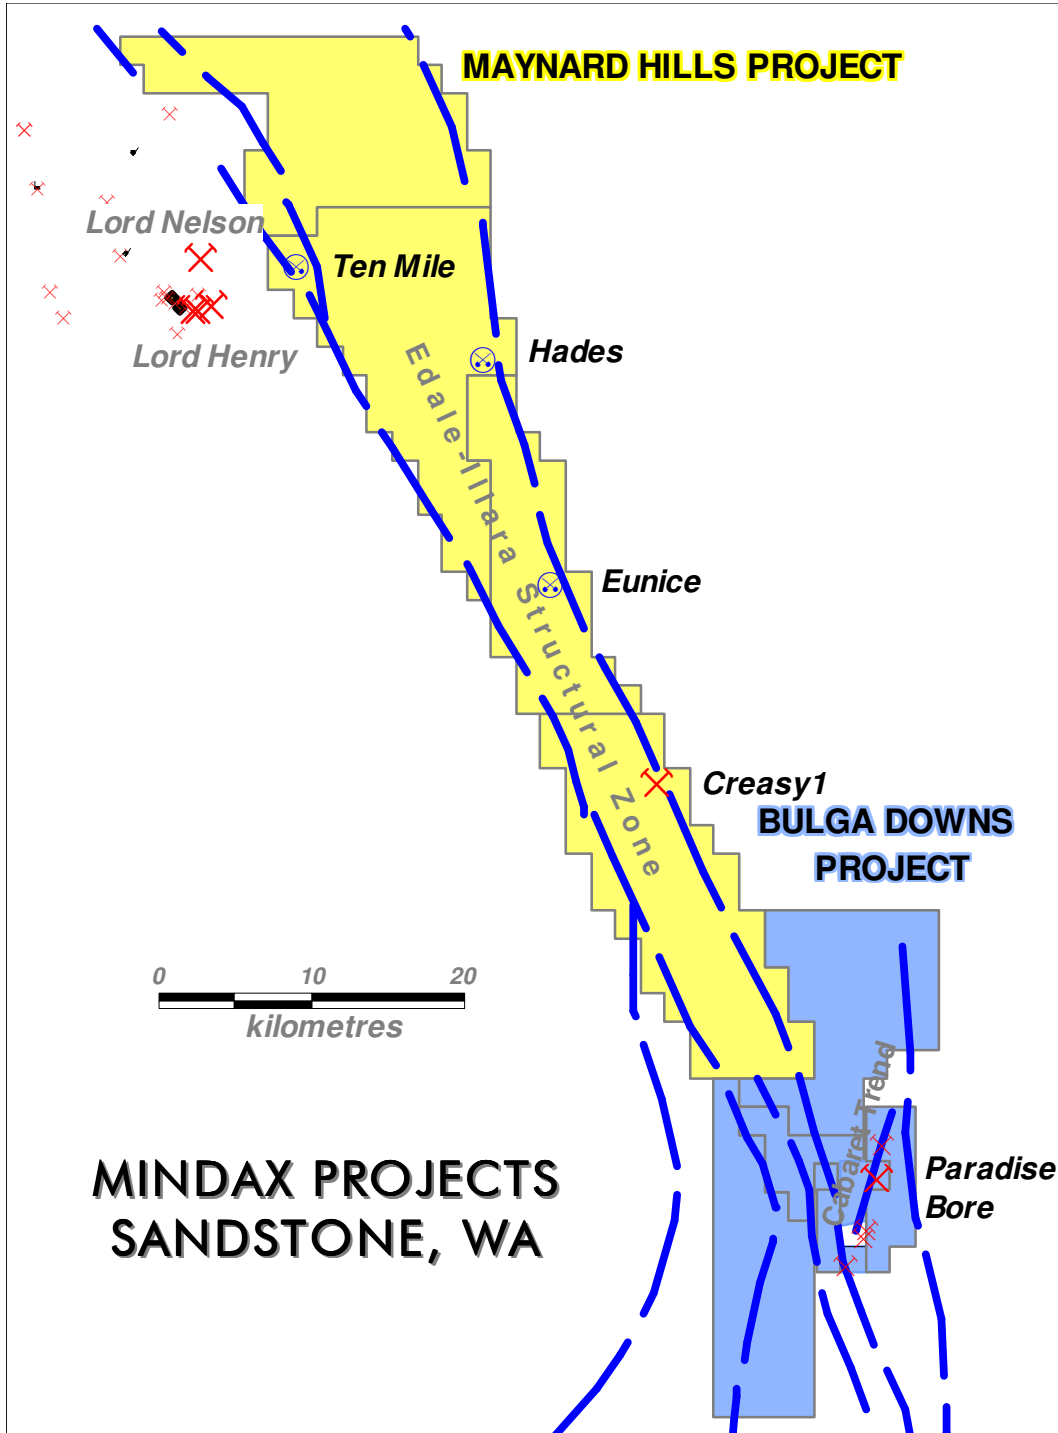 MAYNARD HILLS PROJECT
Lord Nelson
Ten Mile
Lord Henry
Hades
Edale-Illara Structural Zone
Eunice
Creasy1
BULGA DOWNS
PROJECT
0 10 20
kilometres
Cabaret Trend
MINDAX PROJECTS
SANDSTONE, WA
Paradise
Bore